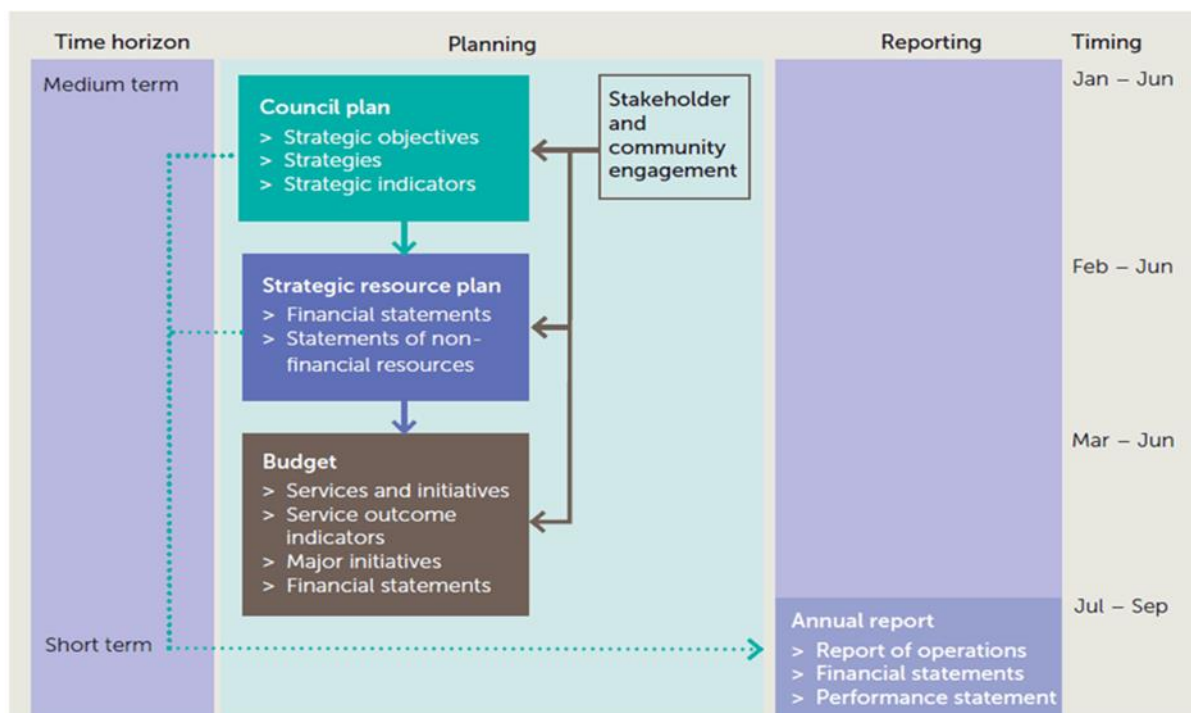 Time horizon
Planning
Reporting
Timing
Medium term
Jan – Jun
Council plan
> Strategic objectives
> Strategies
> Strategic indicators
Stakeholder
and
community
engagement
Feb – Jun
Strategic resource plan
> Financial statements
> Statements of non-
financial resources
Mar – Jun
Budget
> Services and initiatives
> Service outcome
indicators
> Major initiatives
> Financial statements
Jul – Sep
Short term
Annual report
> Report of operations
> Financial statements
> Performance statement